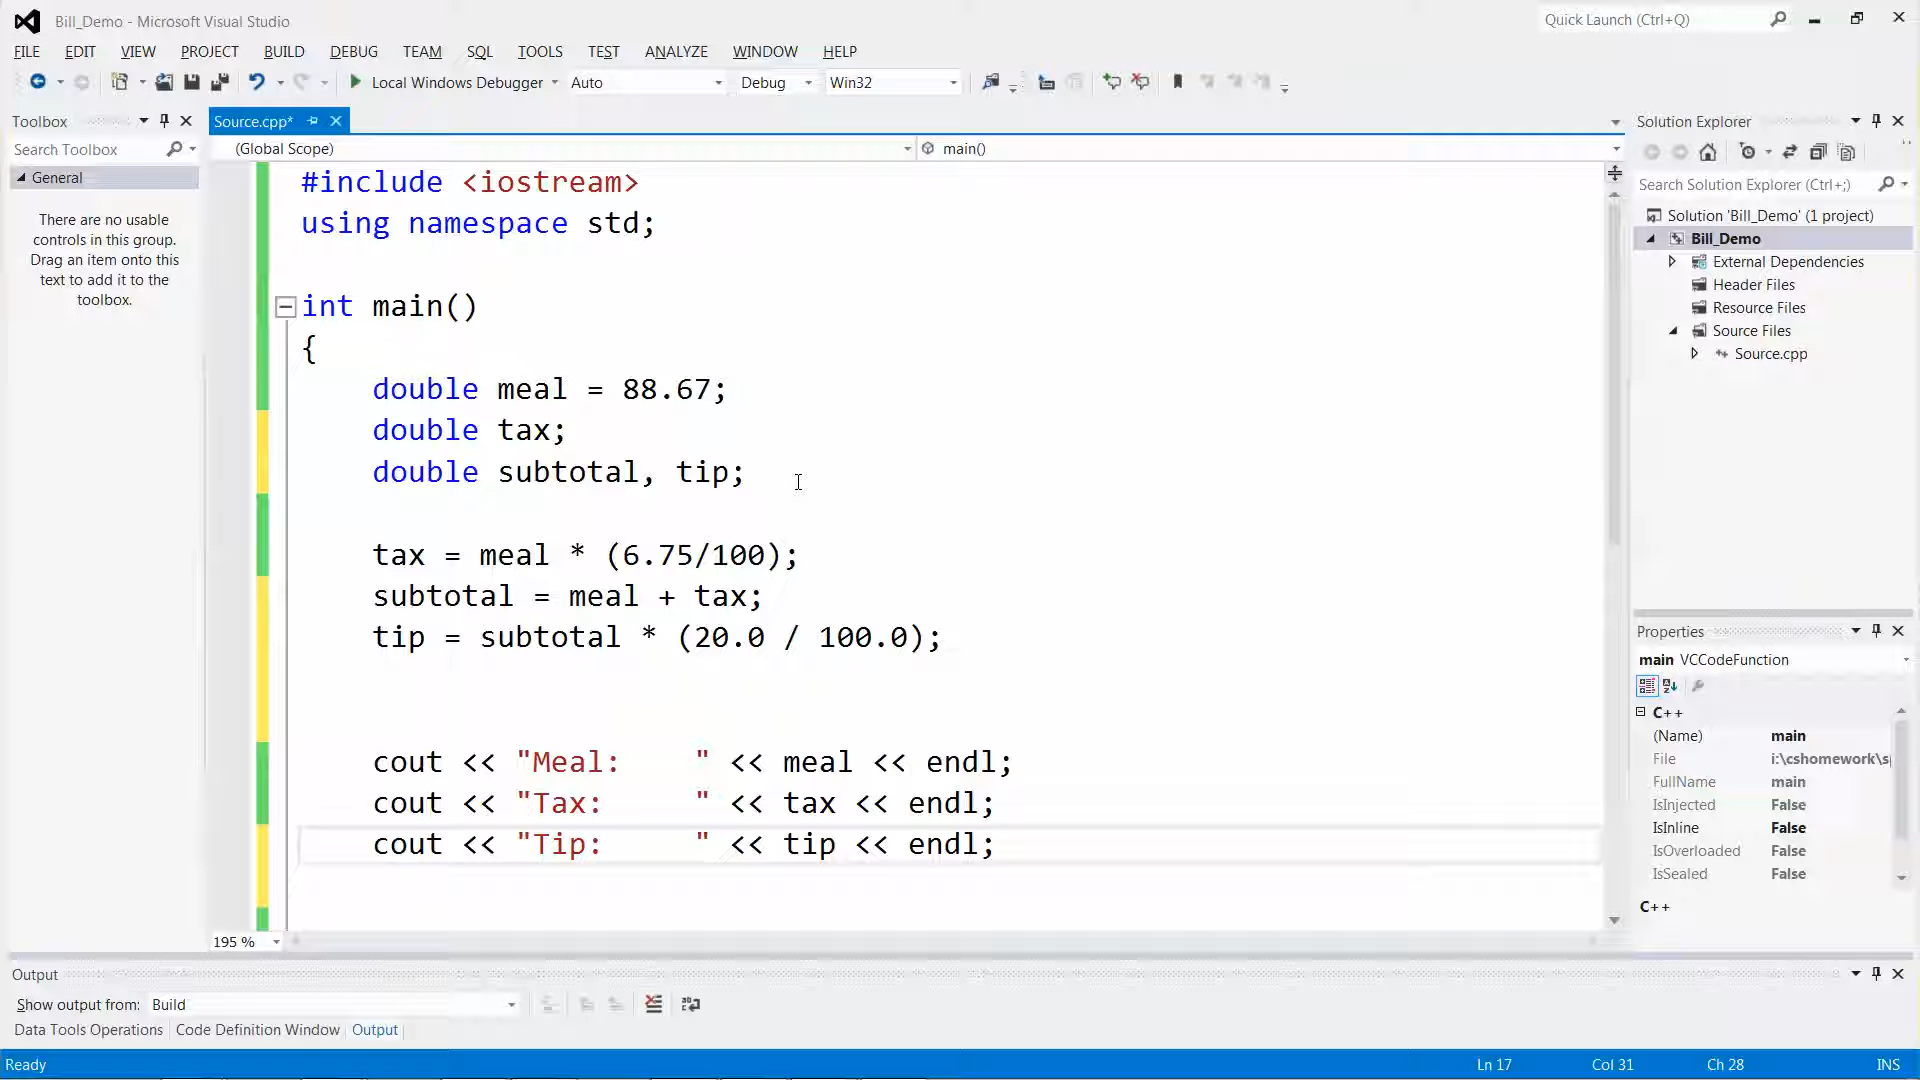 Bill_Demo - Microsoft Visual Studio
Quick Launch (Ctrl+Q)
FILE EDIT VIEW PROJECT BUILD DEBUG TEAM SQL TOOLS TEST ANALYZE WINDOW HELP
Local Windows Debugger Auto Debug Win32
Toolbox
Search Toolbox
General
There are no usable
controls in this group.
Drag an item onto this
text to add it to the
toolbox.
Source.cpp*
(Global Scope) main()
#include <iostream>
using namespace std;
int main()
{
double meal = 88.67;
double tax;
double subtotal, tip;
tax = meal * (6.75/100);
subtotal = meal + tax;
tip = subtotal * (20.0 / 100.0);
cout << "Meal:    " << meal << endl;
cout << "Tax:     " << tax << endl;
cout << "Tip:     " << tip << endl;
195 %
Solution Explorer
Search Solution Explorer (Ctrl+;)
Solution 'Bill_Demo' (1 project)
Bill_Demo
External Dependencies
Header Files
Resource Files
Source Files
Source.cpp
Properties
main VCCodeFunction
C++
(Name) main
File i:\cshomework\s
FullName main
IsInjected False
IsInline False
IsOverloaded False
IsSealed False
C++
Output
Show output from: Build
Data Tools Operations Code Definition Window Output
Ready Ln 17 Col 31 Ch 28 INS